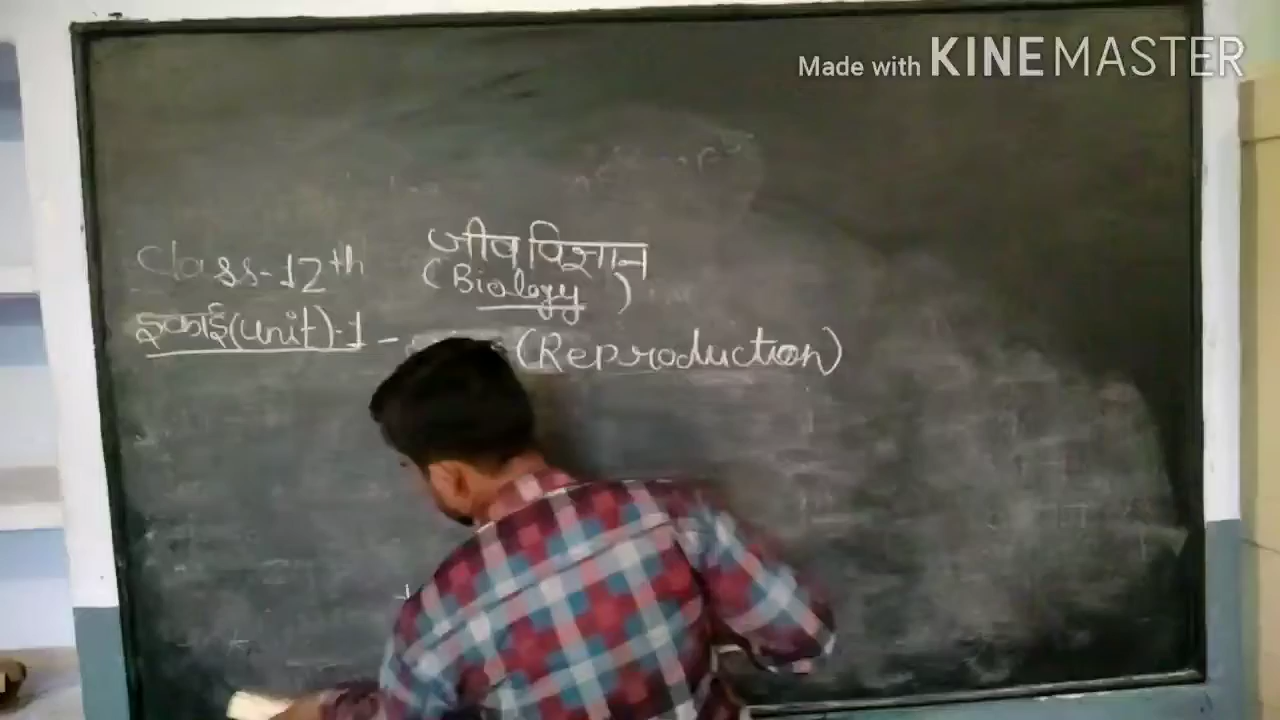 Made with KINEMASTER
Class-12th
जीव विज्ञान
(Biology)
इकाई(Unit)-1 - (Reproduction)